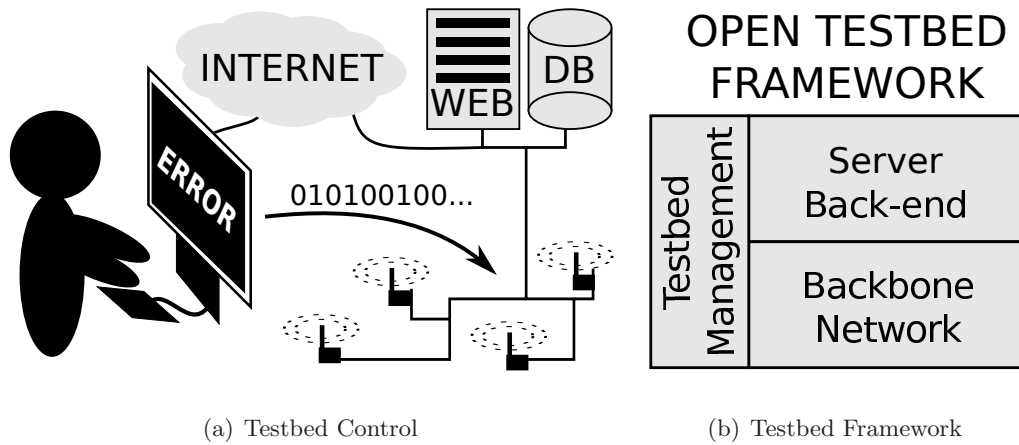 INTERNET
WEB
DB
ERROR
010100100...
(a) Testbed Control
OPEN TESTBED
FRAMEWORK
Testbed
Management
Server
Back-end
Backbone
Network
(b) Testbed Framework